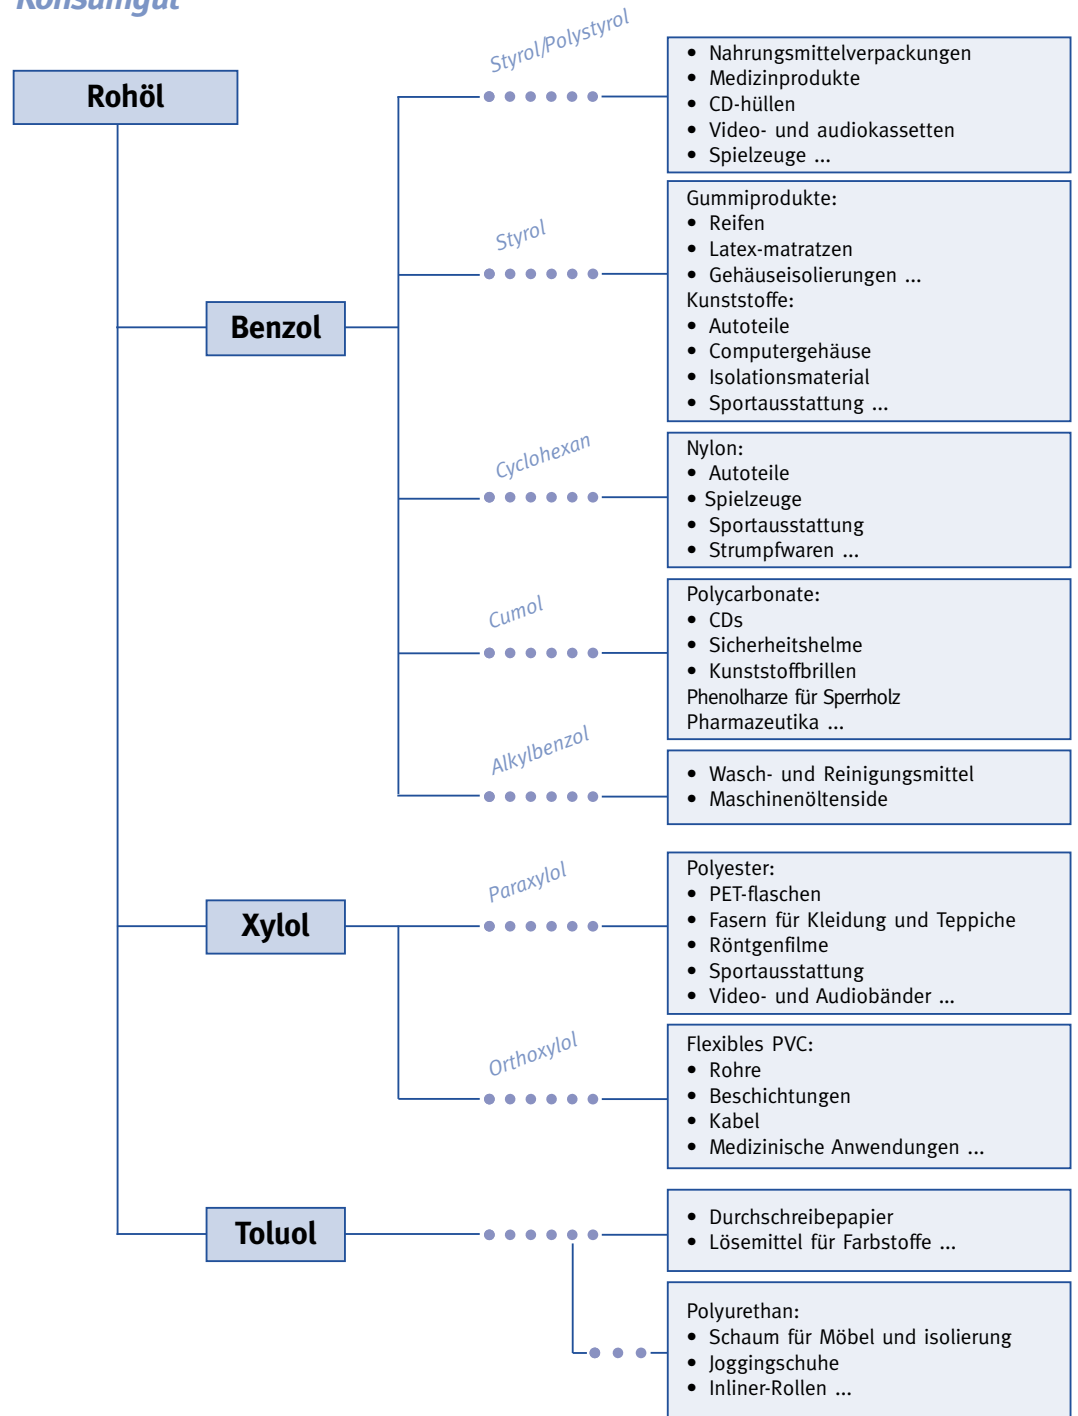 Konsumgut
Rohöl
Styrol/Polystyrol
• Nahrungsmittelverpackungen
• Medizinprodukte
• CD-hüllen
• Video- und audiokassetten
• Spielzeuge ...
Benzol
Styrol
Gummiprodukte:
• Reifen
• Latex-matratzen
• Gehäuseisolierungen ...
Kunststoffe:
• Autoteile
• Computergehäuse
• Isolationsmaterial
• Sportausstattung ...
Cyclohexan
Nylon:
• Autoteile
• Spielzeuge
• Sportausstattung
• Strumpfwaren ...
Cumol
Polycarbonate:
• CDs
• Sicherheitshelme
• Kunststoffbrillen
Phenolharze für Sperrholz
Pharmazeutika ...
Alkylbenzol
• Wasch- und Reinigungsmittel
• Maschinenöltenside
Xylol
Paraxylol
Polyester:
• PET-flaschen
• Fasern für Kleidung und Teppiche
• Röntgenfilme
• Sportausstattung
• Video- und Audiobänder ...
Orthoxylol
Flexibles PVC:
• Rohre
• Beschichtungen
• Kabel
• Medizinische Anwendungen ...
Toluol
• Durchschreibepapier
• Lösemittel für Farbstoffe ...
Polyurethan:
• Schaum für Möbel und isolierung
• Joggingschuhe
• Inliner-Rollen ...